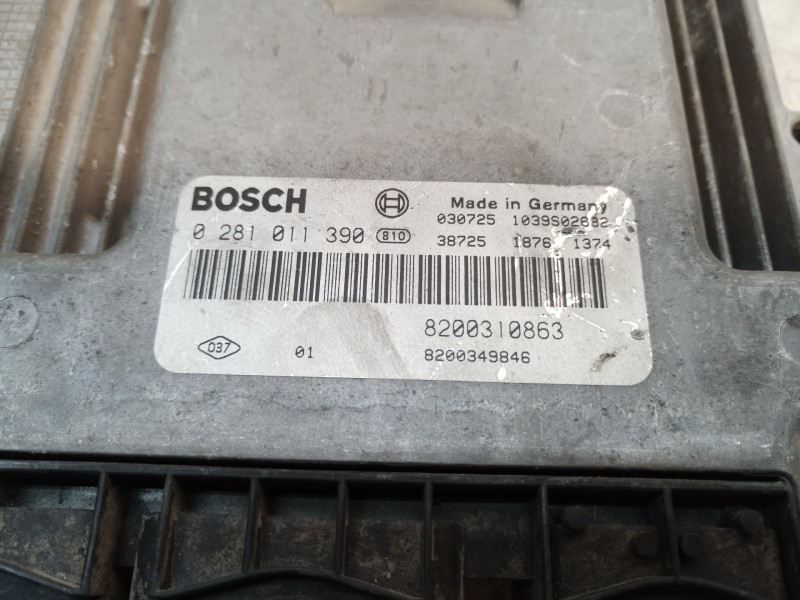 BOSCH
Made in Germany
030725 1039S02832
0 281 011 390 810
38725 1876 1374
8200310863
037 01 8200349846